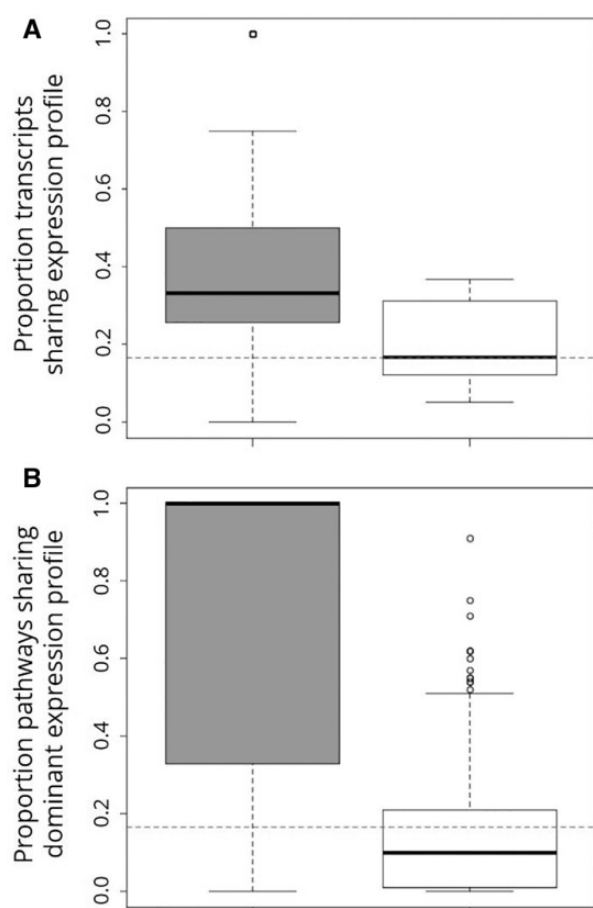 A
Proportion transcripts
sharing expression profile
1.0
0.8
0.6
0.4
0.2
0.0
B
Proportion pathways sharing
dominant expression profile
1.0
0.8
0.6
0.4
0.2
0.0